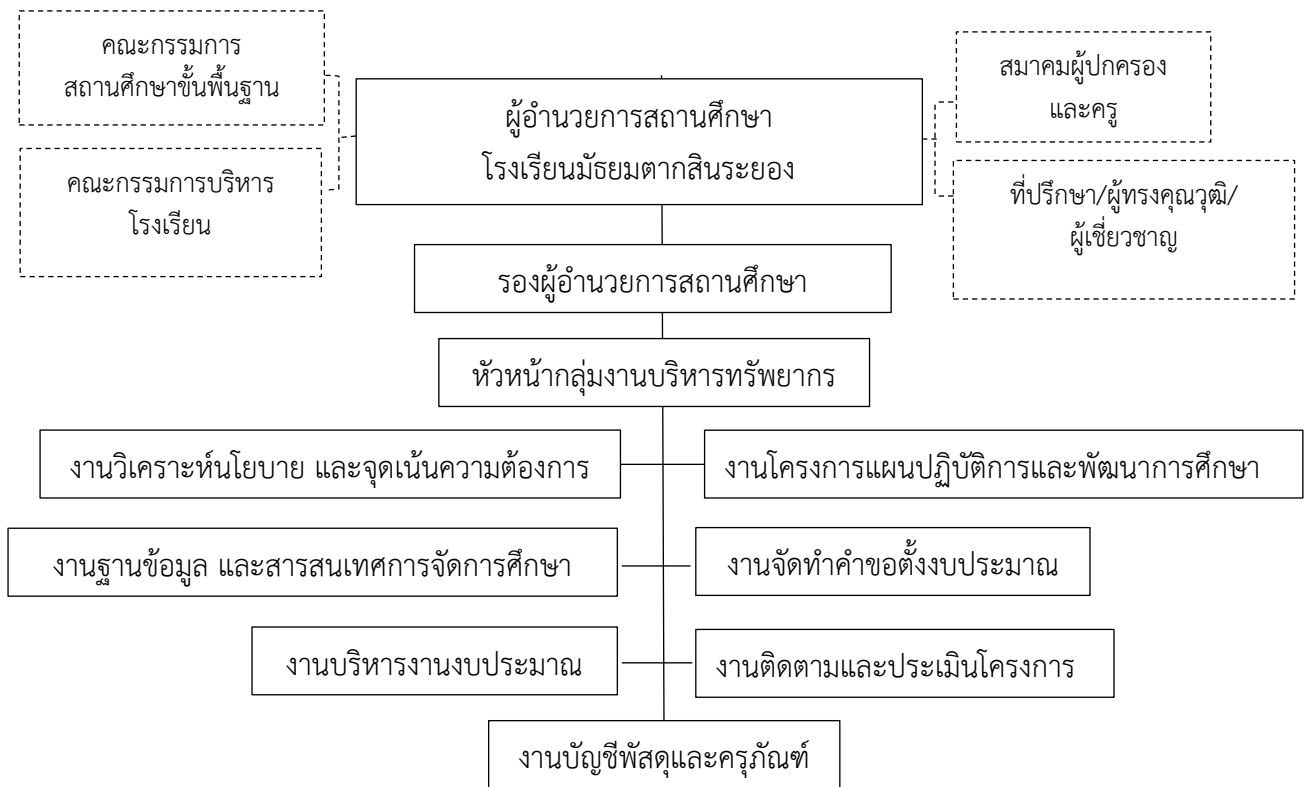 คณะกรรมการ
สถานศึกษาขั้นพื้นฐาน
สมาคมผู้ปกครอง
และครู
ผู้อำนวยการสถานศึกษา
โรงเรียนมัธยมตากสินระยอง
คณะกรรมการบริหาร
โรงเรียน
ที่ปรึกษา/ผู้ทรงคุณวุฒิ/
ผู้เชี่ยวชาญ
รองผู้อำนวยการสถานศึกษา
หัวหน้ากลุ่มงานบริหารทรัพยากร
งานวิเคราะห์นโยบาย และจุดเน้นความต้องการ
งานโครงการแผนปฏิบัติการและพัฒนาการศึกษา
งานฐานข้อมูล และสารสนเทศการจัดการศึกษา
งานจัดทำคำขอตั้งงบประมาณ
งานบริหารงานงบประมาณ
งานติดตามและประเมินโครงการ
งานบัญชีพัสดุและครุภัณฑ์